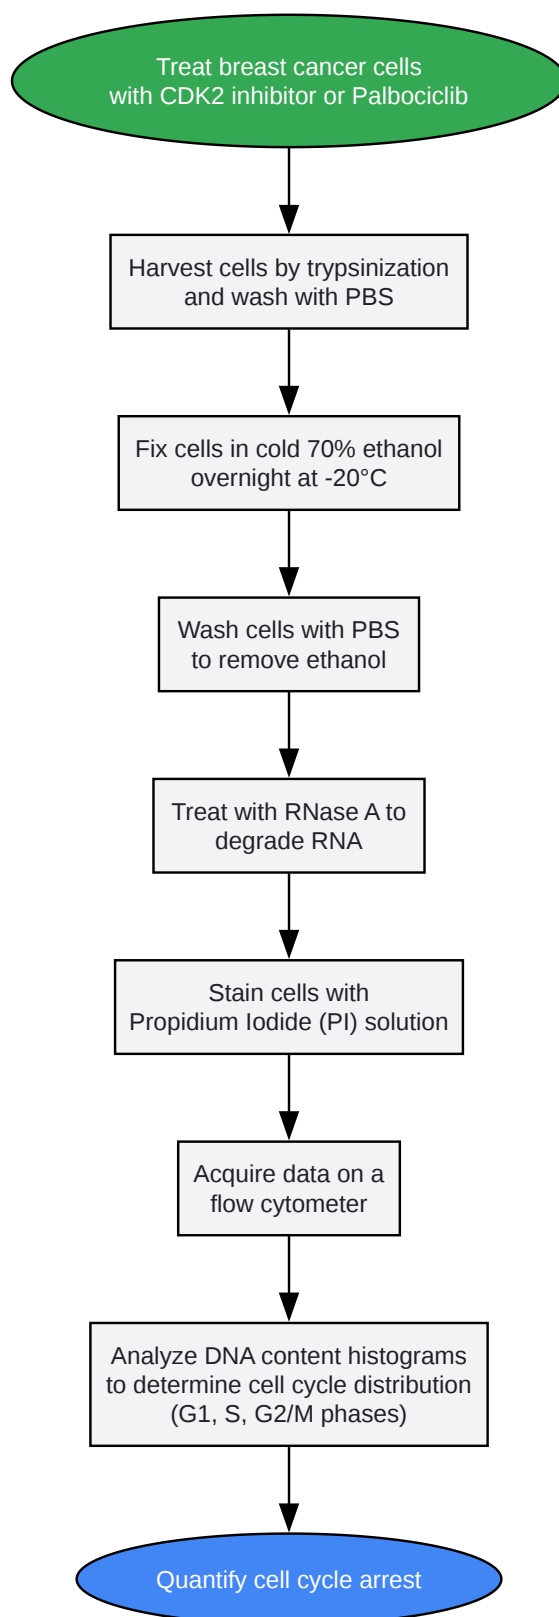 Treat breast cancer cells
with CDK2 inhibitor or Palbociclib
Harvest cells by trypsinization
and wash with PBS
Fix cells in cold 70% ethanol
overnight at -20°C
Wash cells with PBS
to remove ethanol
Treat with RNase A to
degrade RNA
Stain cells with
Propidium Iodide (PI) solution
Acquire data on a
flow cytometer
Analyze DNA content histograms
to determine cell cycle distribution
(G1, S, G2/M phases)
Quantify cell cycle arrest